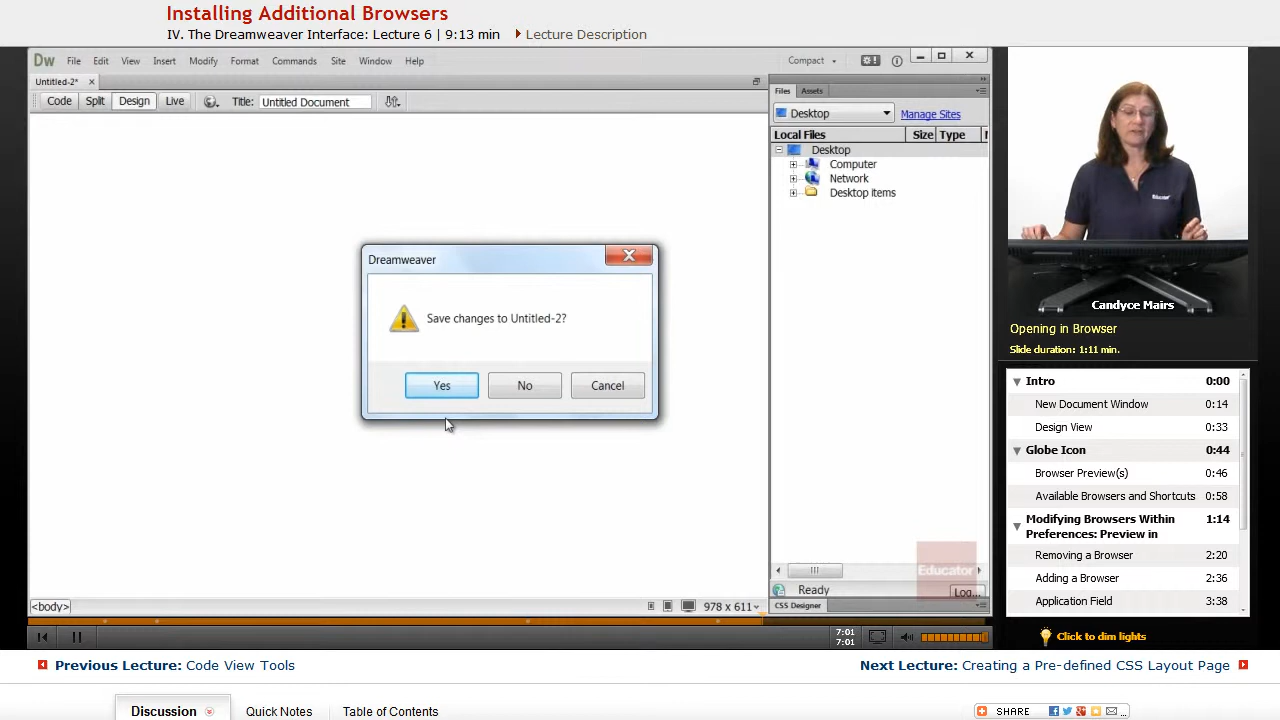 Installing Additional Browsers
IV. The Dreamweaver Interface: Lecture 6 | 9:13 min
Lecture Description
Dw File Edit View Insert Modify Format Commands Site Window Help
Compact
Untitled-2*
Code Split Design Live Title: Untitled Document
Files Assets
Desktop Manage Sites
Local Files Size Type
Desktop
Computer
Network
Desktop items
Dreamweaver
Save changes to Untitled-2?
Yes No Cancel
Educator
Ready Log...
<body> 978 x 611
CSS Designer
Candyce Mairs
Opening in Browser
Slide duration: 1:11 min.
Intro 0:00
New Document Window 0:14
Design View 0:33
Globe Icon 0:44
Browser Preview(s) 0:46
Available Browsers and Shortcuts 0:58
Modifying Browsers Within 1:14
Preferences: Preview in
Removing a Browser 2:20
Adding a Browser 2:36
Application Field 3:38
7:01
7:01
Click to dim lights
Previous Lecture: Code View Tools
Next Lecture: Creating a Pre-defined CSS Layout Page
Discussion Quick Notes Table of Contents
SHARE